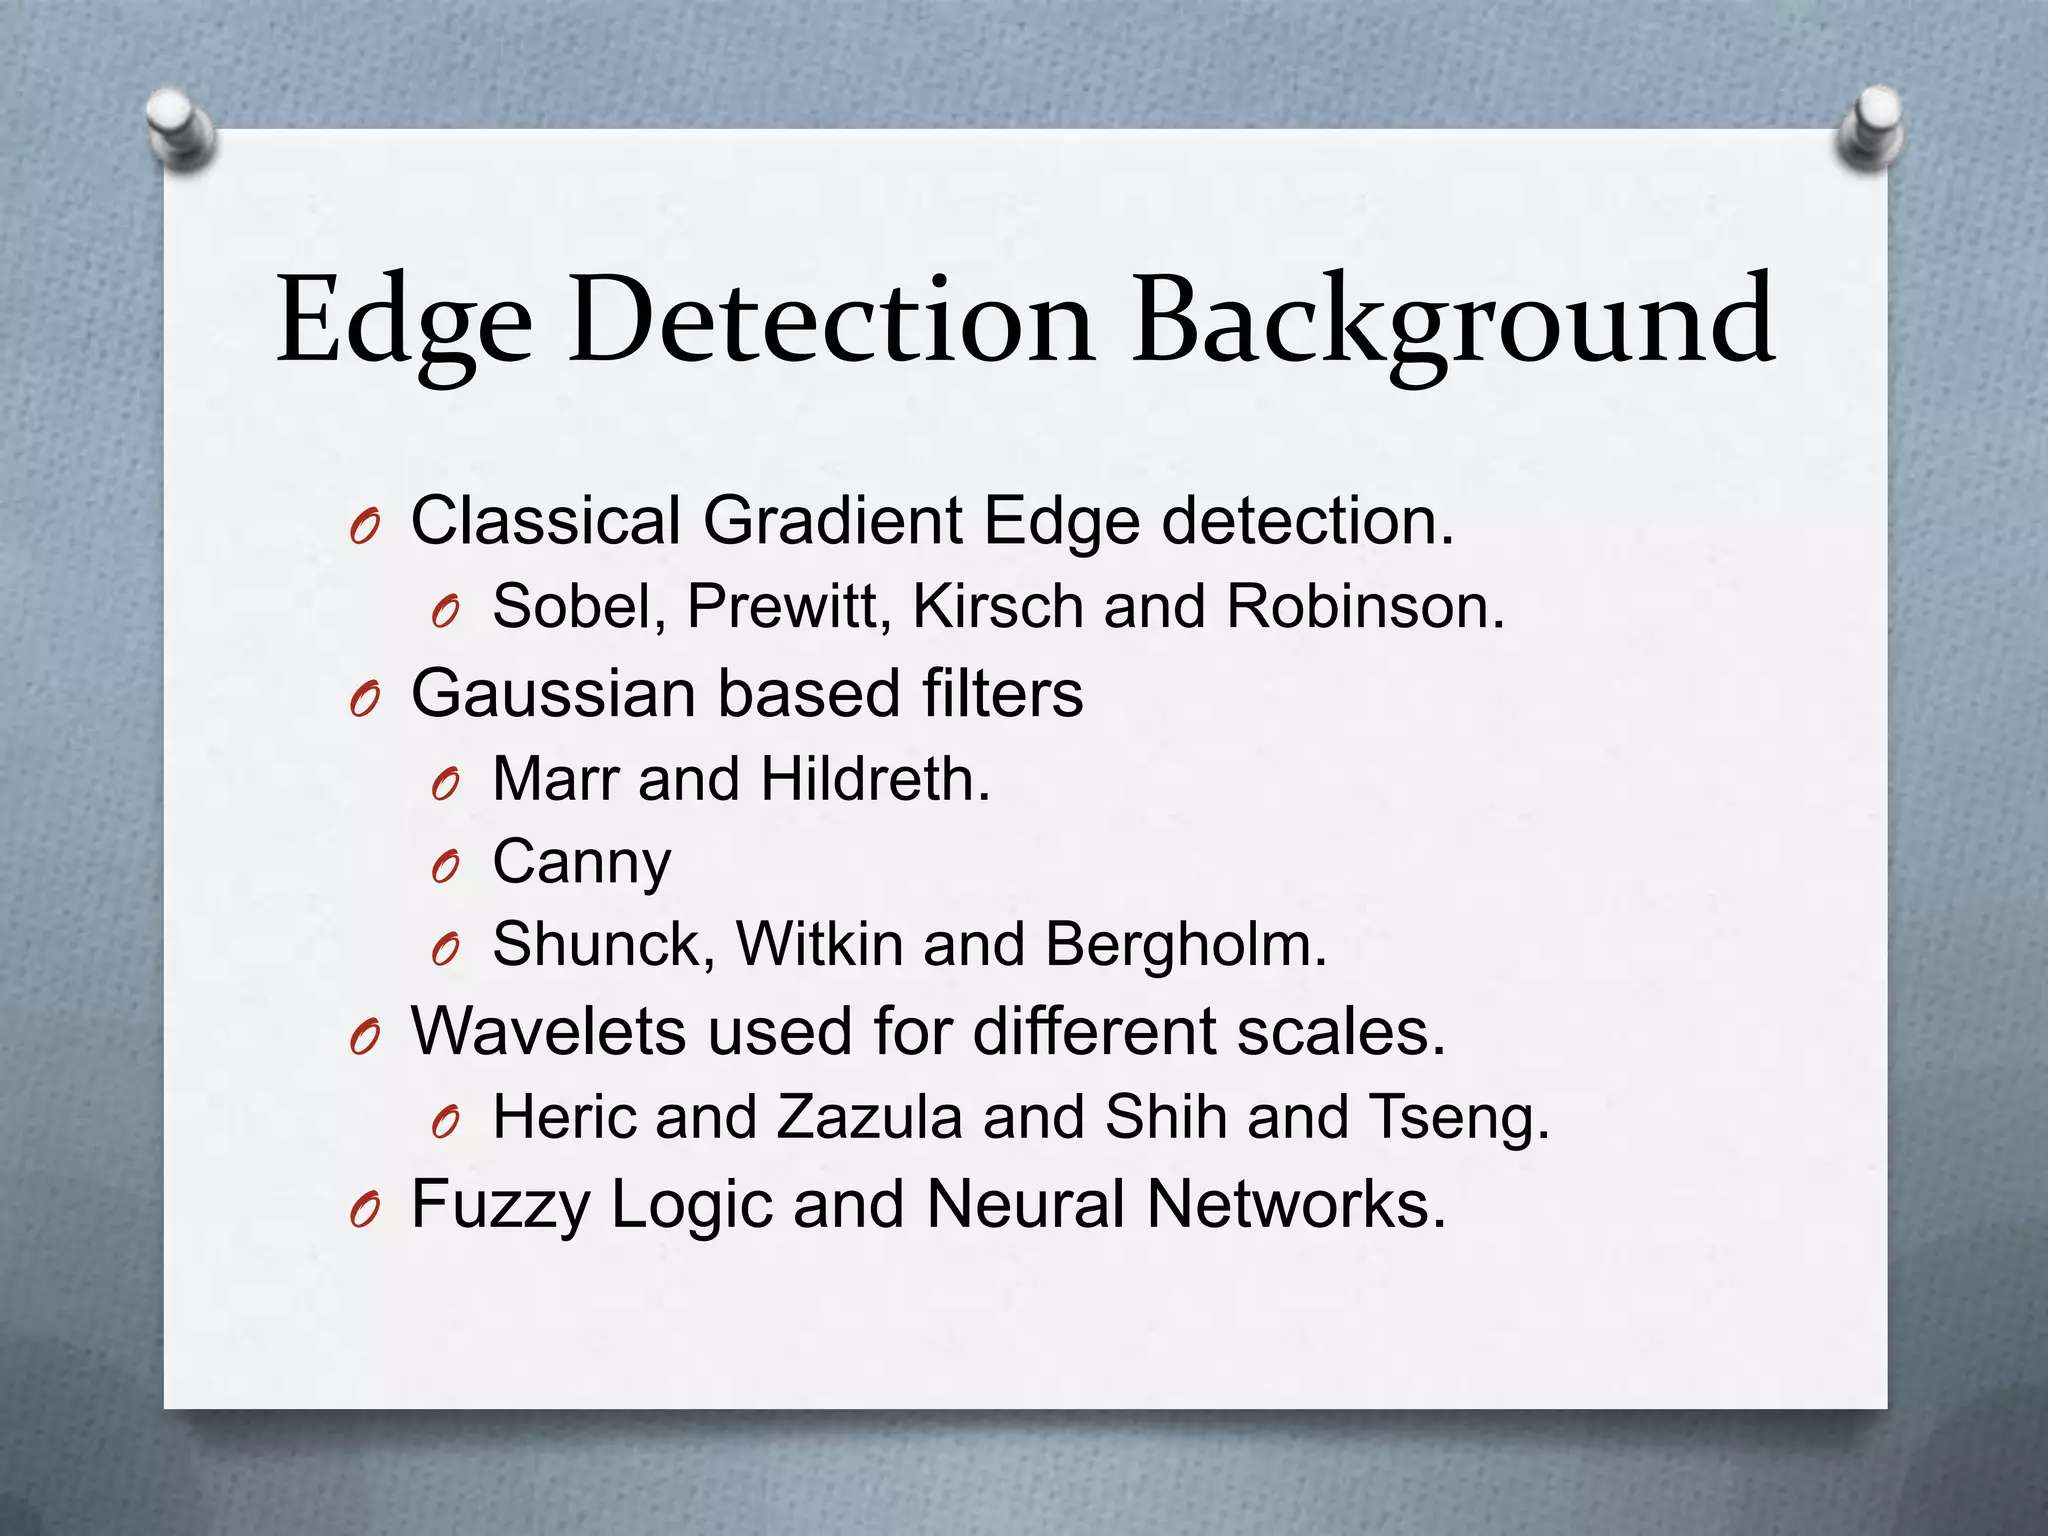 Edge Detection Background
Classical Gradient Edge detection.
Sobel, Prewitt, Kirsch and Robinson.
Gaussian based filters
Marr and Hildreth.
Canny
Shunck, Witkin and Bergholm.
Wavelets used for different scales.
Heric and Zazula and Shih and Tseng.
Fuzzy Logic and Neural Networks.